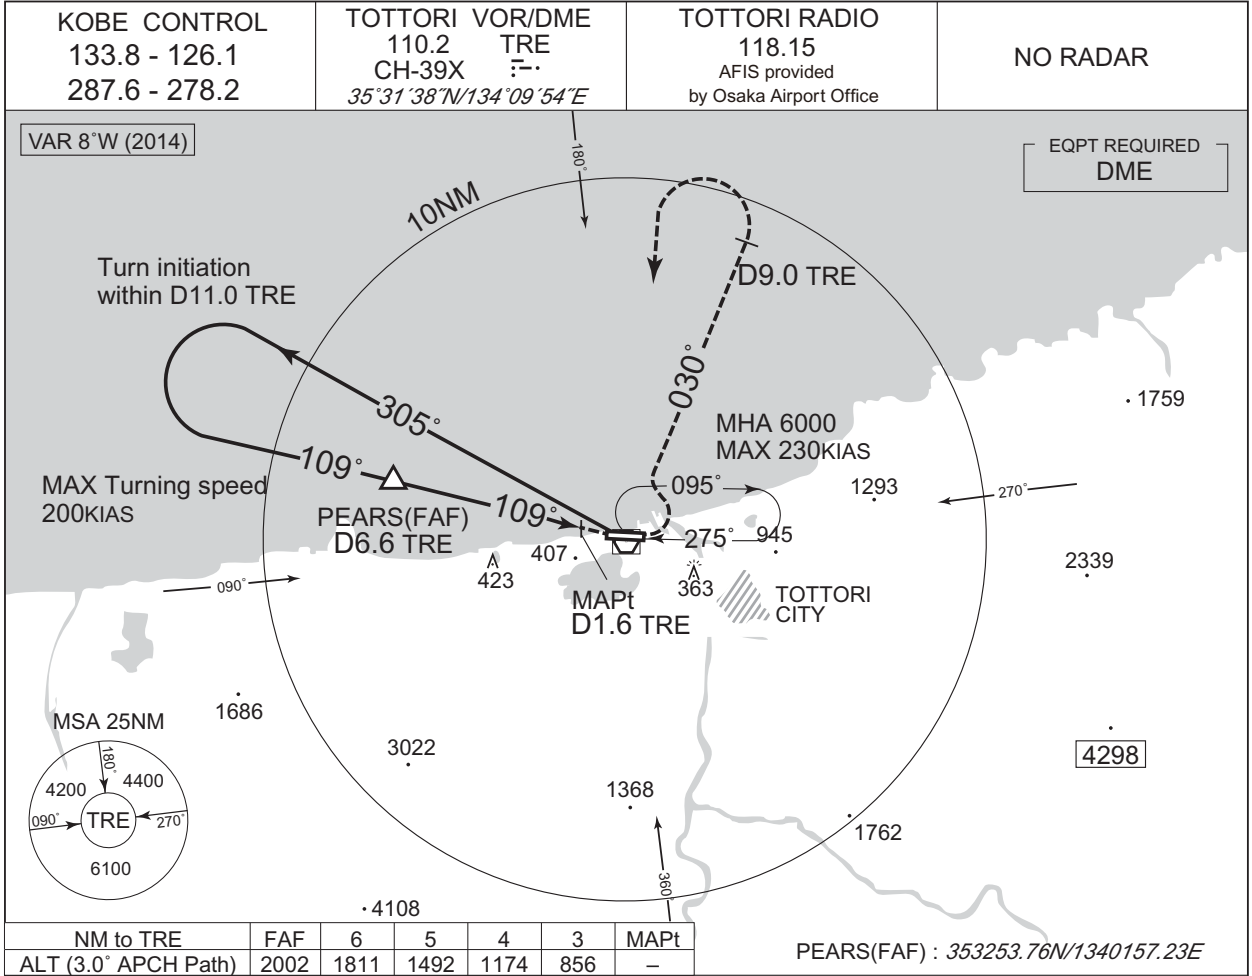 KOBE CONTROL
133.8 - 126.1
287.6 - 278.2
TOTTORI VOR/DME
110.2 TRE
CH-39X
35°31´38˝N/134°09´54˝E
TOTTORI RADIO
118.15
AFIS provided
by Osaka Airport Office
NO RADAR
VAR 8°W (2014)
EQPT REQUIRED
DME
180°
10NM
Turn initiation
within D11.0 TRE
D9.0 TRE
030°
305°
1759
MHA 6000
MAX 230KIAS
109°
MAX Turning speed
200KIAS
095°
1293
270°
109°
PEARS(FAF)
D6.6 TRE
275°
945
407
423
363
2339
090°
MAPt
D1.6 TRE
TOTTORI
CITY
1686
MSA 25NM
180°
4200
4400
090°
TRE
270°
6100
3022
4298
1368
1762
360°
4108
NM to TRE FAF 6 5 4 3 MAPt
ALT (3.0° APCH Path) 2002 1811 1492 1174 856 –
PEARS(FAF) : 353253.76N/1340157.23E